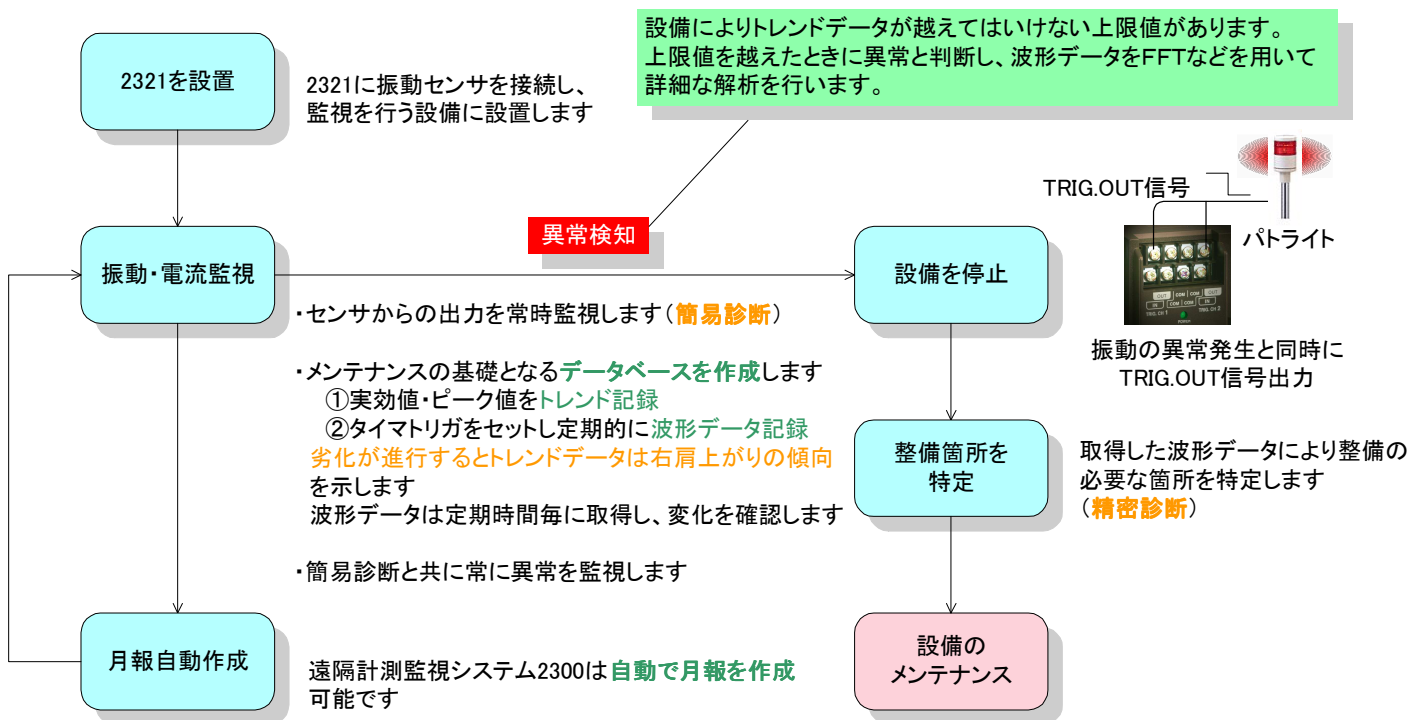 設備によりトレンドデータが越えてはいけない上限値があります。
上限値を越えたときに異常と判断し、波形データをFFTなどを用いて
詳細な解析を行います。
2321を設置
2321に振動センサを接続し、
監視を行う設備に設置します
TRIG.OUT信号
パトライト
異常検知
振動・電流監視
設備を停止
OUT COM COM OUT
IN COM COM IN
TRIG. CH 1 TRIG. CH 2
POWER
振動の異常発生と同時に
TRIG.OUT信号出力
・センサからの出力を常時監視します（簡易診断）
・メンテナンスの基礎となるデータベースを作成します
①実効値・ピーク値をトレンド記録
②タイマトリガをセットし定期的に波形データ記録
劣化が進行するとトレンドデータは右肩上がりの傾向
を示します
波形データは定期時間毎に取得し、変化を確認します
・簡易診断と共に常に異常を監視します
整備箇所を
特定
取得した波形データにより整備の
必要な箇所を特定します
（精密診断）
月報自動作成
遠隔計測監視システム2300は自動で月報を作成
可能です
設備の
メンテナンス